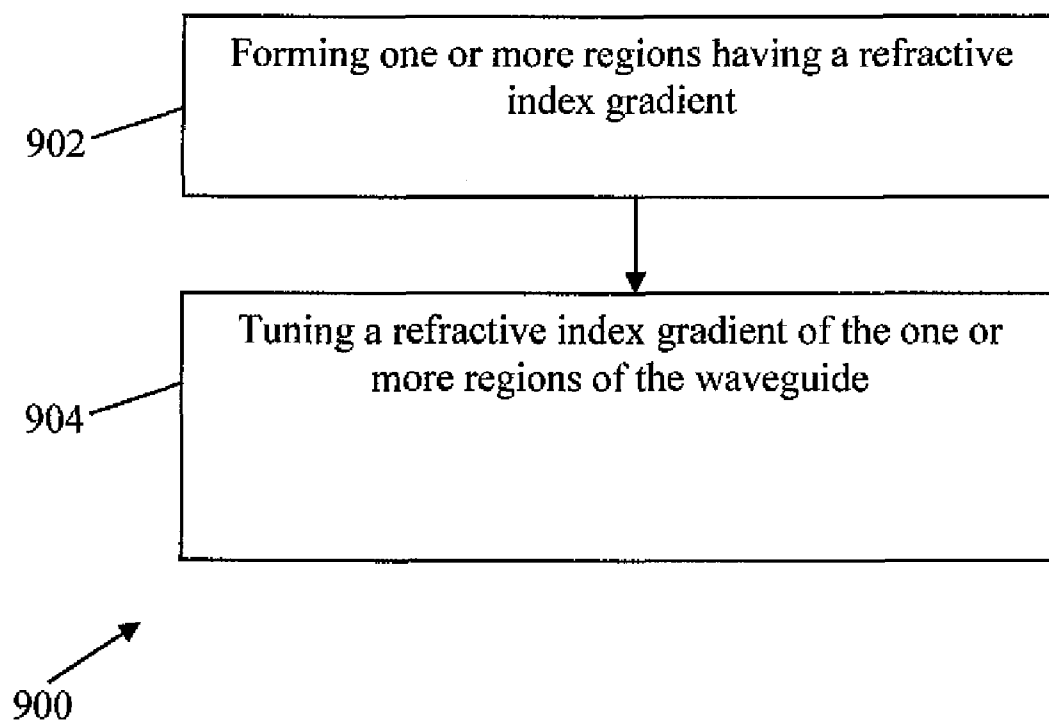 Forming one or more regions having a refractive
index gradient
902
Tuning a refractive index gradient of the one or
more regions of the waveguide
904
900